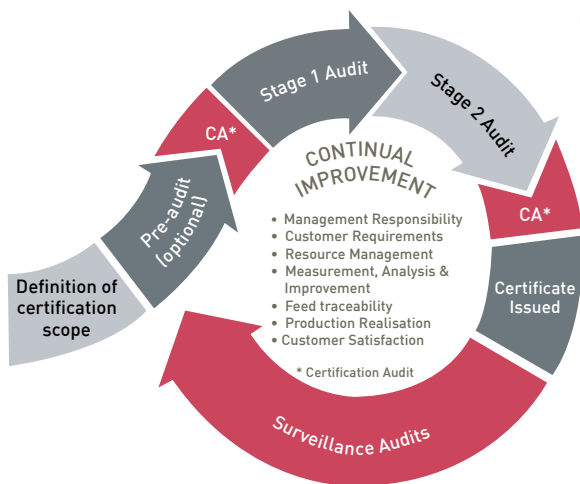 Definition of
certification
scope
Pre-audit
(optional)
CA*
Stage 1 Audit
Stage 2 Audit
CA*
Certificate
Issued
Surveillance Audits
CONTINUAL
IMPROVEMENT
• Management Responsibility
• Customer Requirements
• Resource Management
• Measurement, Analysis &
Improvement
• Feed traceability
• Production Realisation
• Customer Satisfaction
* Certification Audit